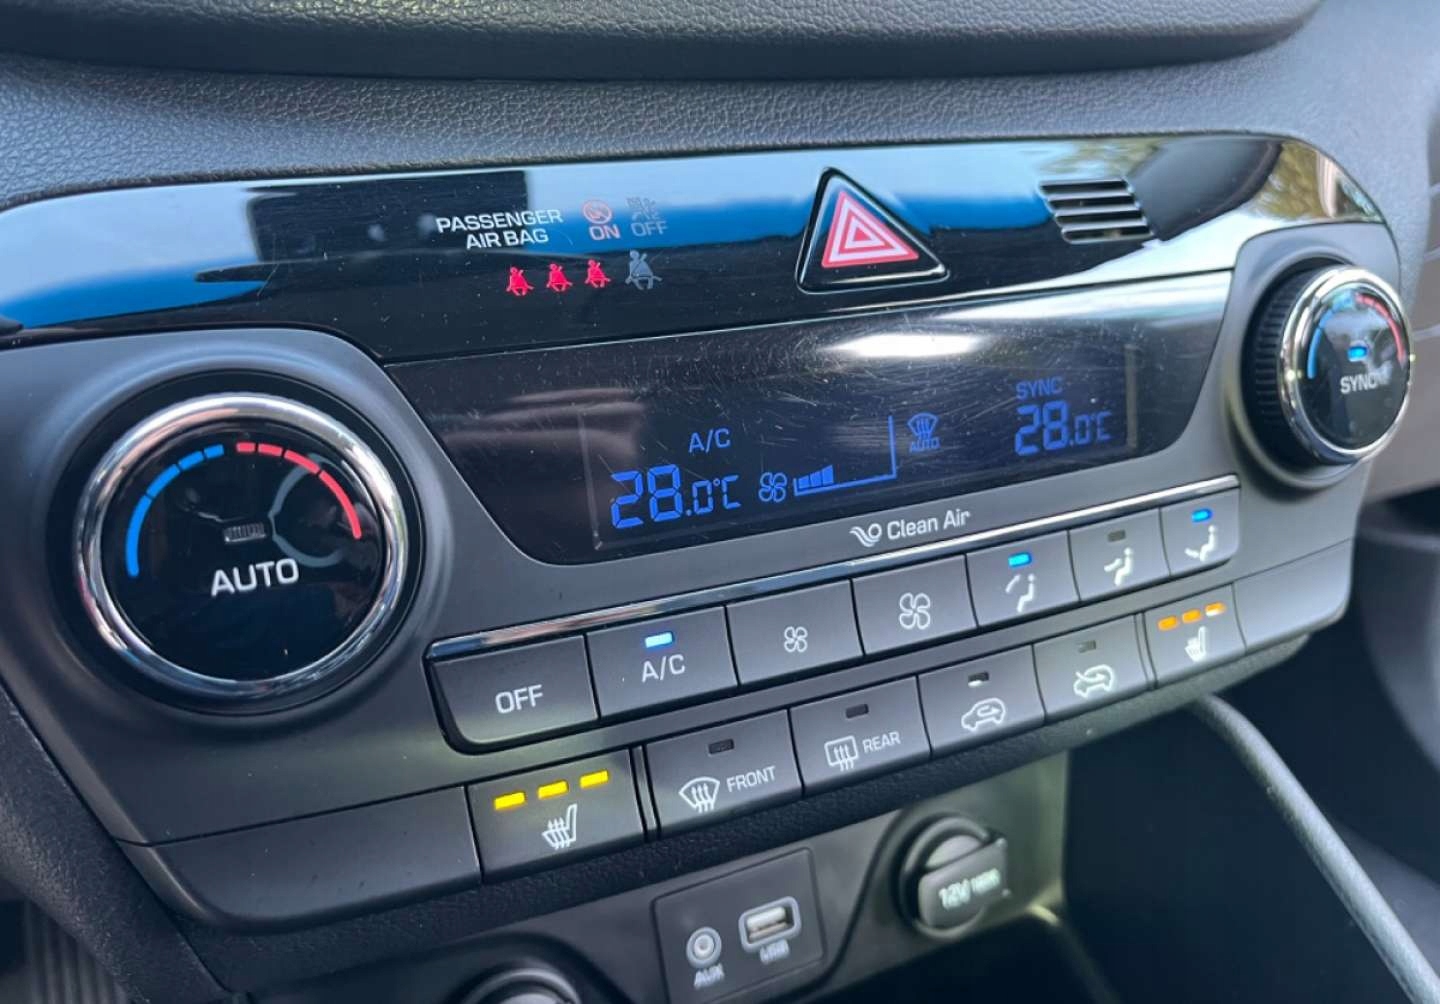 PASSENGER
AIR BAG
ON OFF
A/C
28.0°C
AUTO
SYNC
28.0°C
SYNC
Clean Air
AUTO
OFF
A/C
FRONT
REAR
AUX
USB
12V